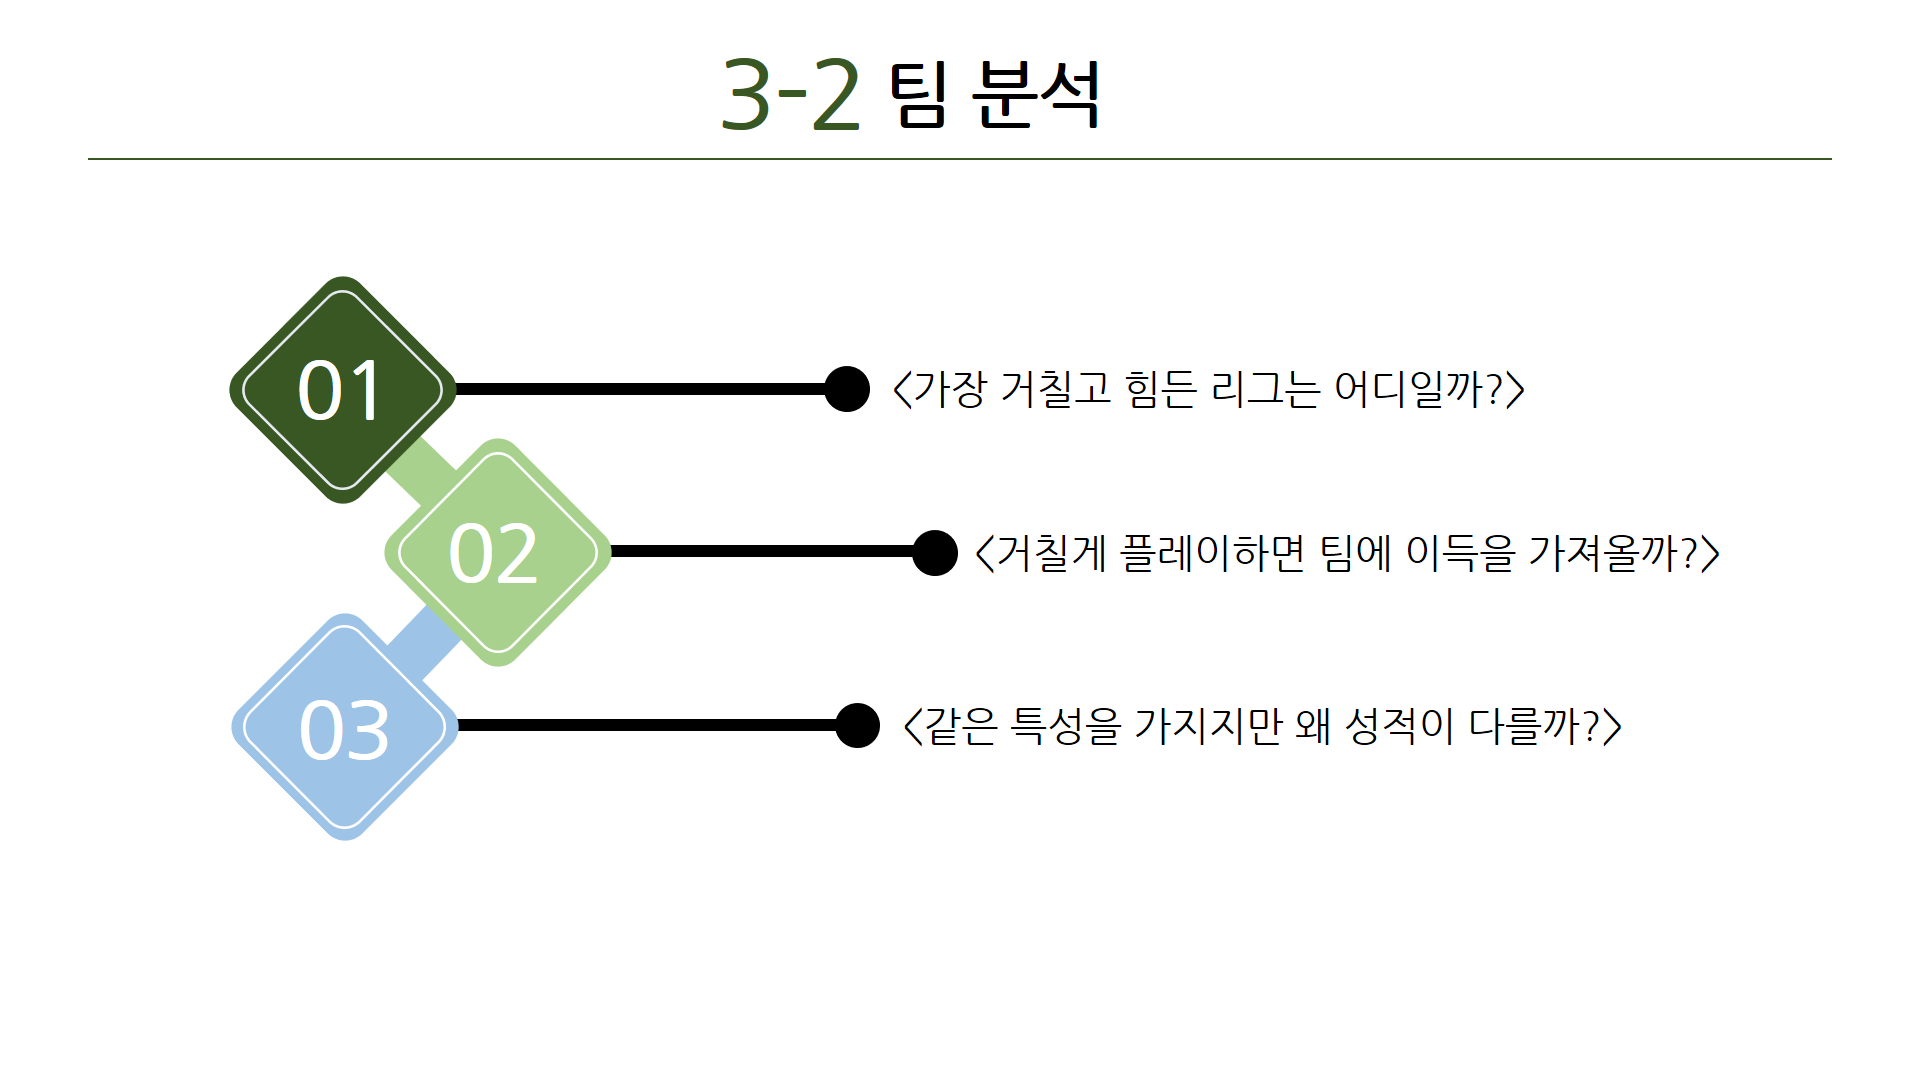 3-2 팀 분석
01
<가장 거칠고 힘든 리그는 어디일까?>
02
<거칠게 플레이하면 팀에 이득을 가져올까?>
03
<같은 특성을 가지지만 왜 성적이 다를까?>